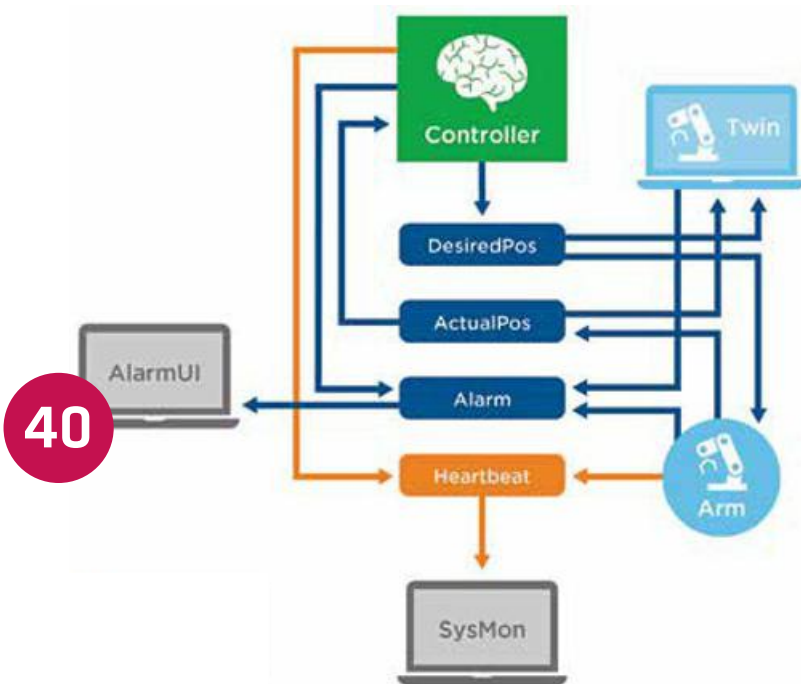 Controller
Twin
DesiredPos
ActualPos
AlarmUI
Alarm
40
Heartbeat
Arm
SysMon